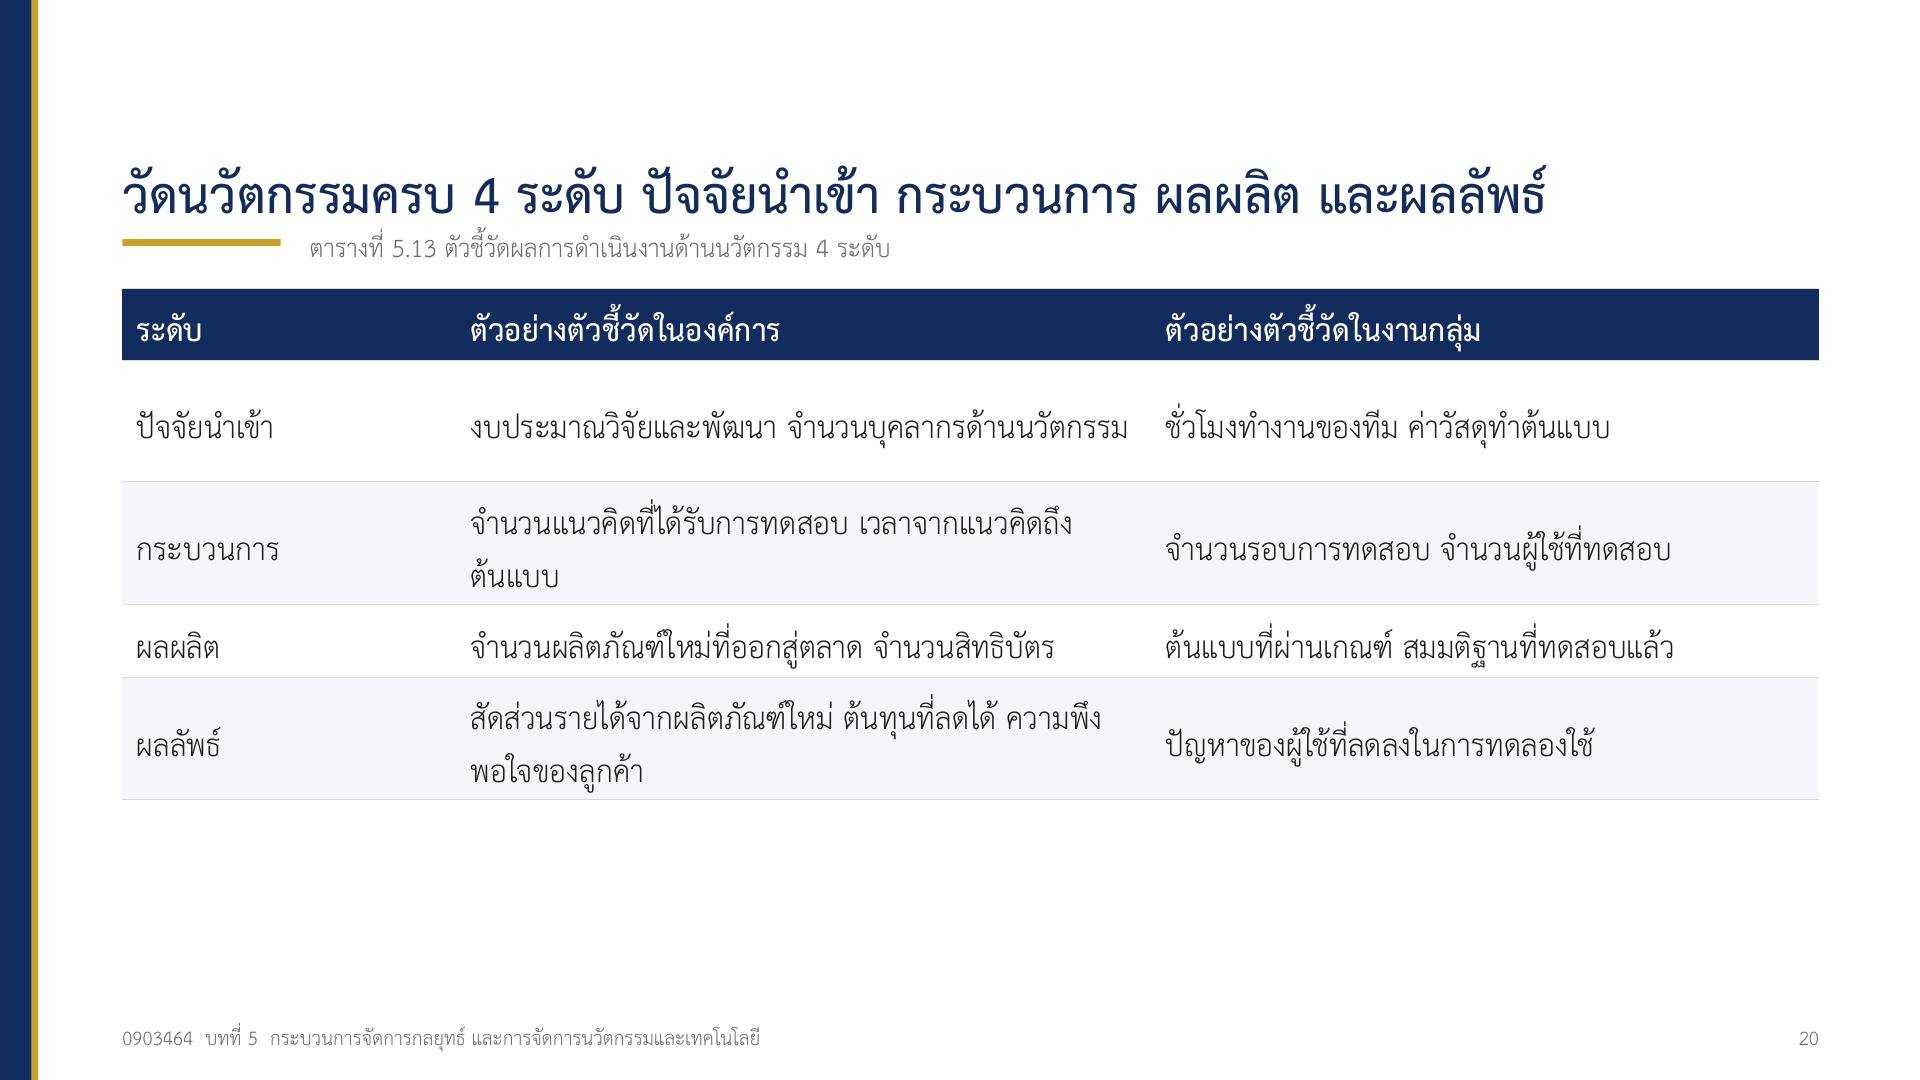 วัดนวัตกรรมครบ 4 ระดับ ปัจจัยนำเข้า กระบวนการ ผลผลิต และผลลัพธ์
ตารางที่ 5.13 ตัวชี้วัดผลการดำเนินงานด้านนวัตกรรม 4 ระดับ
ระดับ ตัวอย่างตัวชี้วัดในองค์การ ตัวอย่างตัวชี้วัดในงานกลุ่ม
ปัจจัยนำเข้า งบประมาณวิจัยและพัฒนา จำนวนบุคลากรด้านนวัตกรรม ชั่วโมงทำงานของทีม ค่าวัสดุทำต้นแบบ
กระบวนการ จำนวนแนวคิดที่ได้รับการทดสอบ เวลาจากแนวคิดถึง
ต้นแบบ จำนวนรอบการทดสอบ จำนวนผู้ใช้ที่ทดสอบ
ผลผลิต จำนวนผลิตภัณฑ์ใหม่ที่ออกสู่ตลาด จำนวนสิทธิบัตร ต้นแบบที่ผ่านเกณฑ์ สมมติฐานที่ทดสอบแล้ว
ผลลัพธ์ สัดส่วนรายได้จากผลิตภัณฑ์ใหม่ ต้นทุนที่ลดได้ ความพึง
พอใจของลูกค้า ปัญหาของผู้ใช้ที่ลดลงในการทดลองใช้
0903464 บทที่ 5 กระบวนการจัดการกลยุทธ์ และการจัดการนวัตกรรมและเทคโนโลยี 20